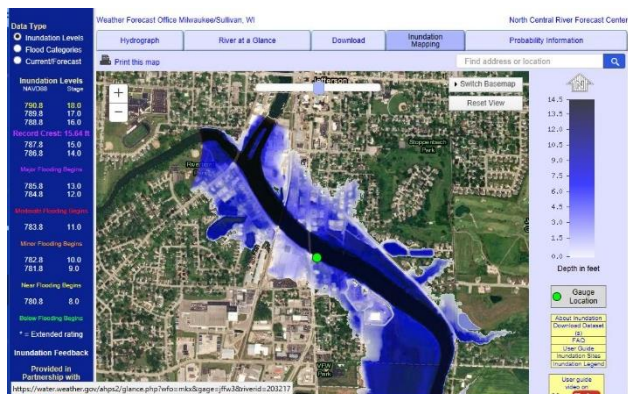 Weather Forecast Office Milwaukee/Sullivan, WI
North Central River Forecast Center
Hydrograph
River at a Glance
Download
Inundation
Mapping
Probability Information
Print this map
Find address or location
Data Type
Inundation Levels
Flood Categories
Current/Forecast
Inundation Levels
NAVD88 Stage
790.8 18.0
789.8 17.0
788.8 16.0
Record Crest: 15.64 ft
787.8 15.0
786.8 14.0
Major Flooding Begins
785.8 13.0
784.8 12.0
Moderate Flooding Begins
783.8 11.0
Minor Flooding Begins
782.8 10.0
781.8 9.0
Near Flooding Begins
780.8 8.0
Below Flooding Begins
* = Extended rating
Inundation Feedback
Provided in
Partnership with
https://water.weather.gov/ahps2/glance.php?wfo=mkx&gage=jffw3&riverid=203217
+
−
Jefferson
Switch Basemap
Reset View
Stoppenbach
Park
VFW
Park
14.5
13.5
12.0
10.5
9.0
7.5
6.0
4.5
3.0
1.5
0.0
Depth in feet
Gauge
Location
About Inundation
Download Dataset
(s)
FAQ
User Guide
Inundation Sites
Inundation Legend
User guide
video on